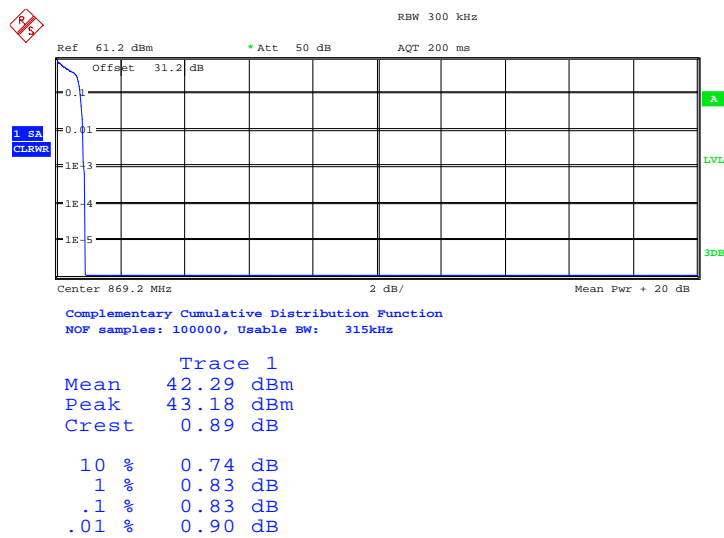 R S
RBW 300 kHz
Ref 61.2 dBm * Att 50 dB AQT 200 ms
Offset 31.2 dB
0.1
A
0.01
1 SA
CLRWR
LVL
1E-3
1E-4
1E-5
3DB
Center 869.2 MHz 2 dB/ Mean Pwr + 20 dB
Complementary Cumulative Distribution Function
NOF samples: 100000, Usable BW: 315kHz
Trace 1
Mean 42.29 dBm
Peak 43.18 dBm
Crest 0.89 dB
10 % 0.74 dB
1 % 0.83 dB
.1 % 0.83 dB
.01 % 0.90 dB